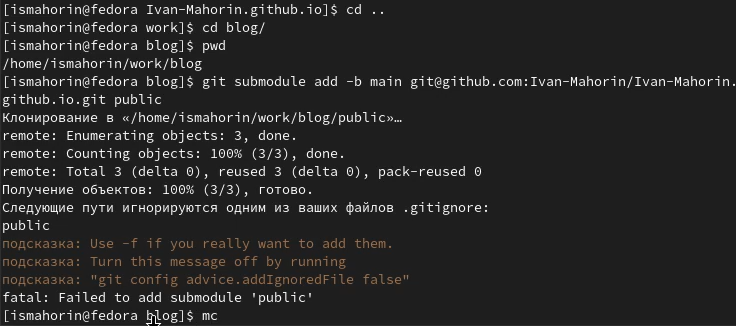 [ismahorin@fedora Ivan-Mahorin.github.io]$ cd ..
[ismahorin@fedora work]$ cd blog/
[ismahorin@fedora blog]$ pwd
/home/ismahorin/work/blog
[ismahorin@fedora blog]$ git submodule add -b main git@github.com:Ivan-Mahorin/Ivan-Mahorin.
github.io.git public
Клонирование в «/home/ismahorin/work/blog/public»…
remote: Enumerating objects: 3, done.
remote: Counting objects: 100% (3/3), done.
remote: Total 3 (delta 0), reused 3 (delta 0), pack-reused 0
Получение объектов: 100% (3/3), готово.
Следующие пути игнорируются одним из ваших файлов .gitignore:
public
подсказка: Use -f if you really want to add them.
подсказка: Turn this message off by running
подсказка: "git config advice.addIgnoredFile false"
fatal: Failed to add submodule 'public'
[ismahorin@fedora blog]$ mc